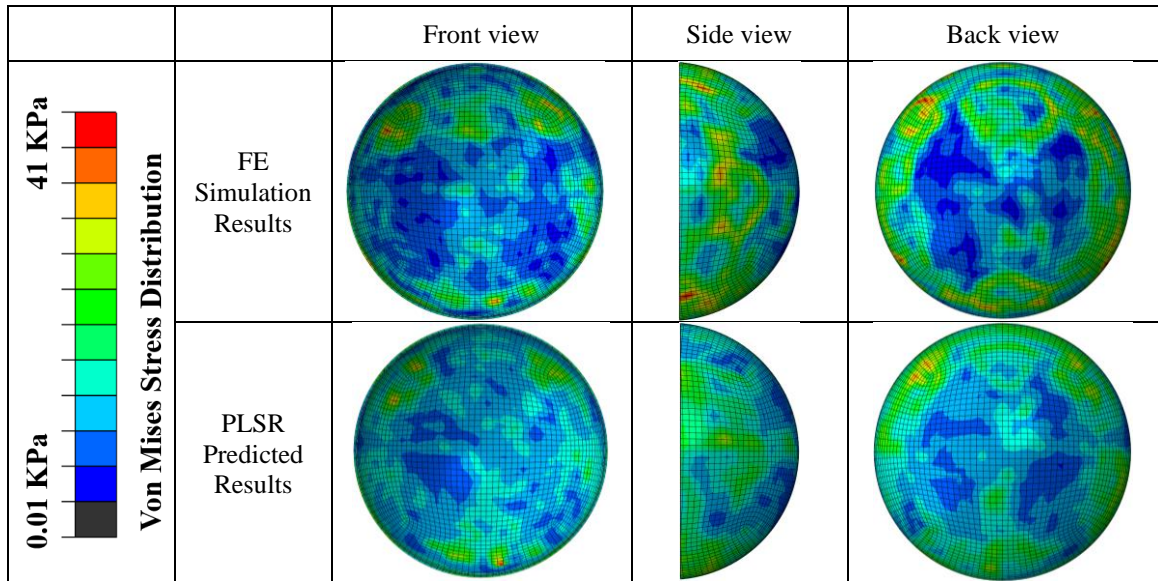 Front view
Side view
Back view
41 KPa
0.01 KPa
Von Mises Stress Distribution
FE
Simulation
Results
PLSR
Predicted
Results